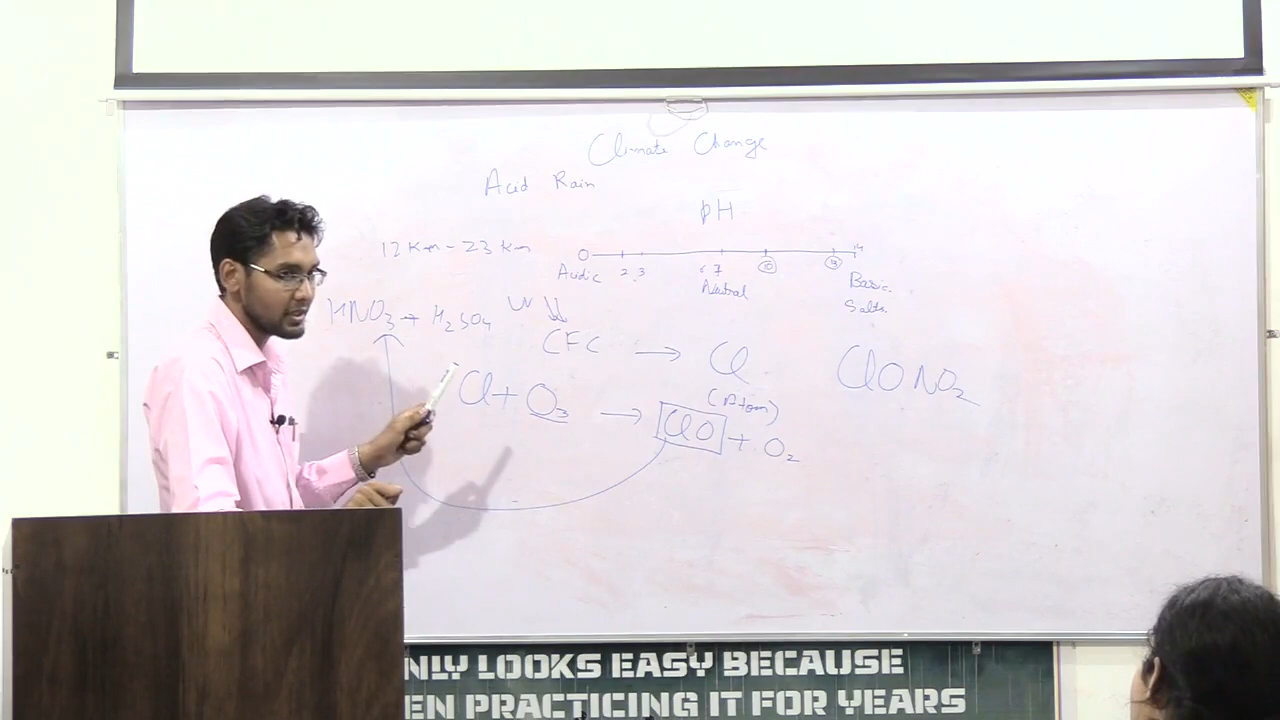 Climate Change
Acid Rain
pH
12 Km - 23 Km
0 2 3 6 7 10 13 14
Acidic Neutral Basic
Salts
HNO3 + H2SO4 UV
CFC → Cl ClONO2
(Atom)
Cl + O3 → ClO + O2
NLY LOOKS EASY BECAUSE
EN PRACTICING IT FOR YEARS